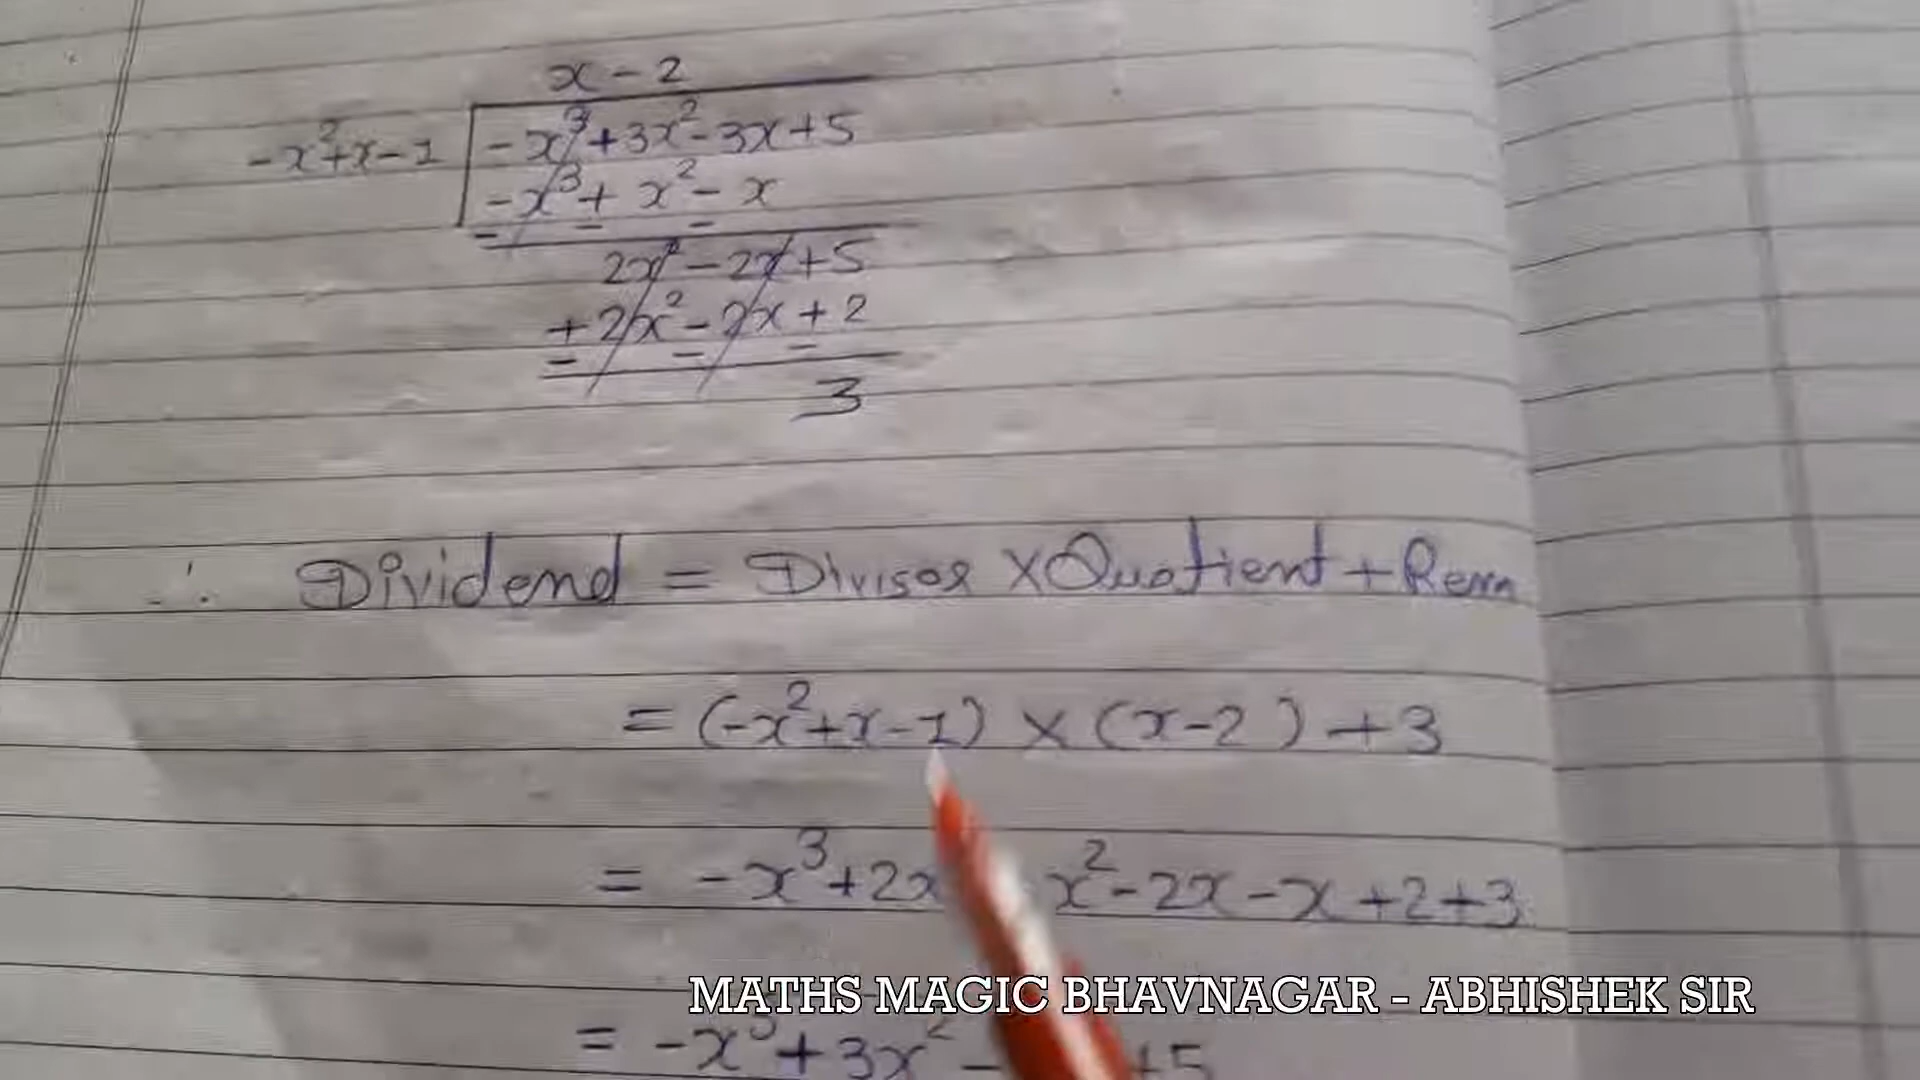 x - 2
-x²+x-1 | -x³+3x²-3x+5
-x³+ x²- x
- - -
2x²-2x+5
+2x²-2x+2
- - -
3
∴ Dividend = Divisor X Quotient + Rem
= (-x²+x-1) × (x-2) +3
= -x³+2x x²-2x-x+2+3
= -x³+3x²- +5
MATHS MAGIC BHAVNAGAR - ABHISHEK SIR